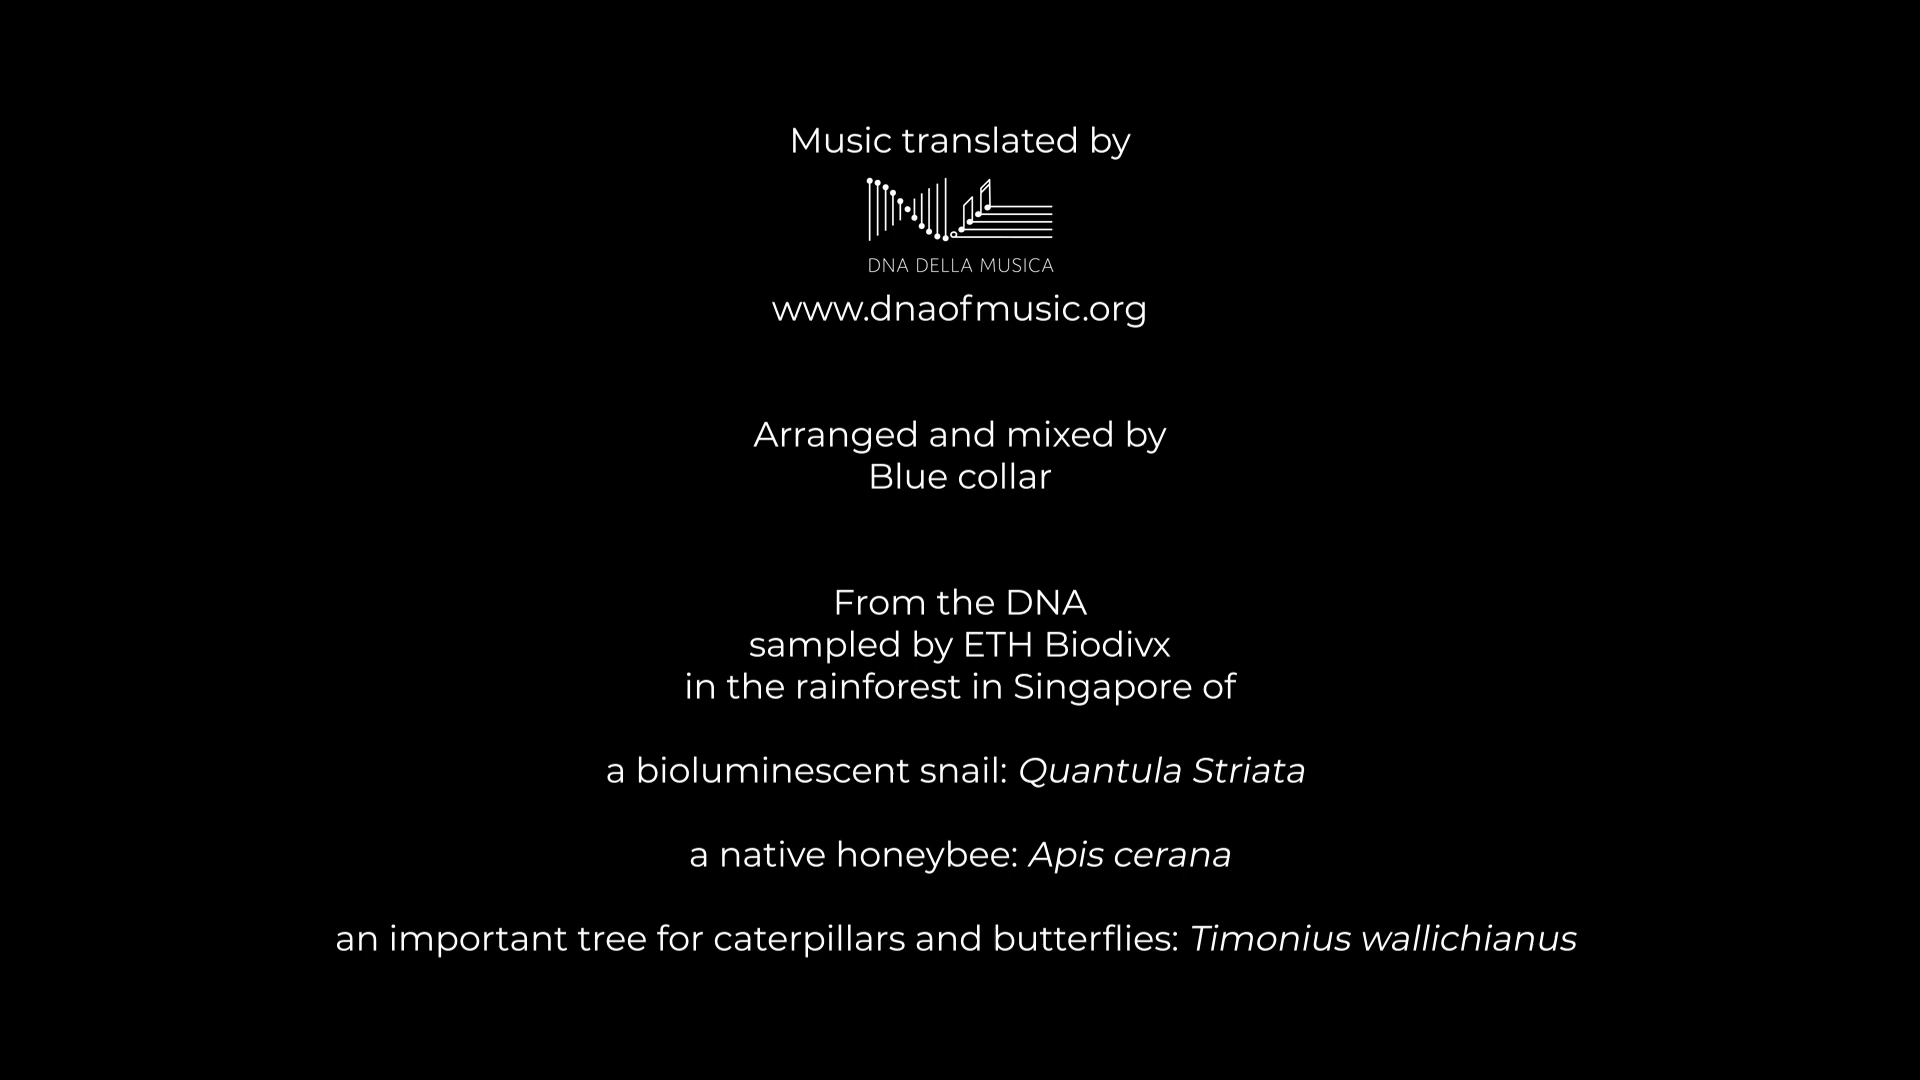 Music translated by
DNA DELLA MUSICA
www.dnaofmusic.org
Arranged and mixed by
Blue collar
From the DNA
sampled by ETH Biodivx
in the rainforest in Singapore of
a bioluminescent snail: Quantula Striata
a native honeybee: Apis cerana
an important tree for caterpillars and butterflies: Timonius wallichianus